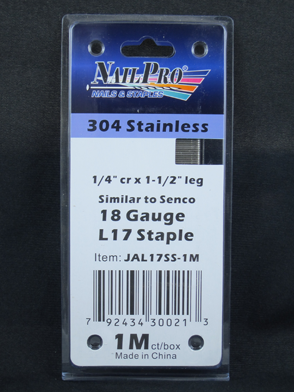 NAILPRO®
NAILS & STAPLES
304 Stainless
1/4" cr x 1-1/2" leg
Similar to Senco
18 Gauge
L17 Staple
Item: JAL17SS-1M
7 92434 30021 3
1M ct/box
Made in China